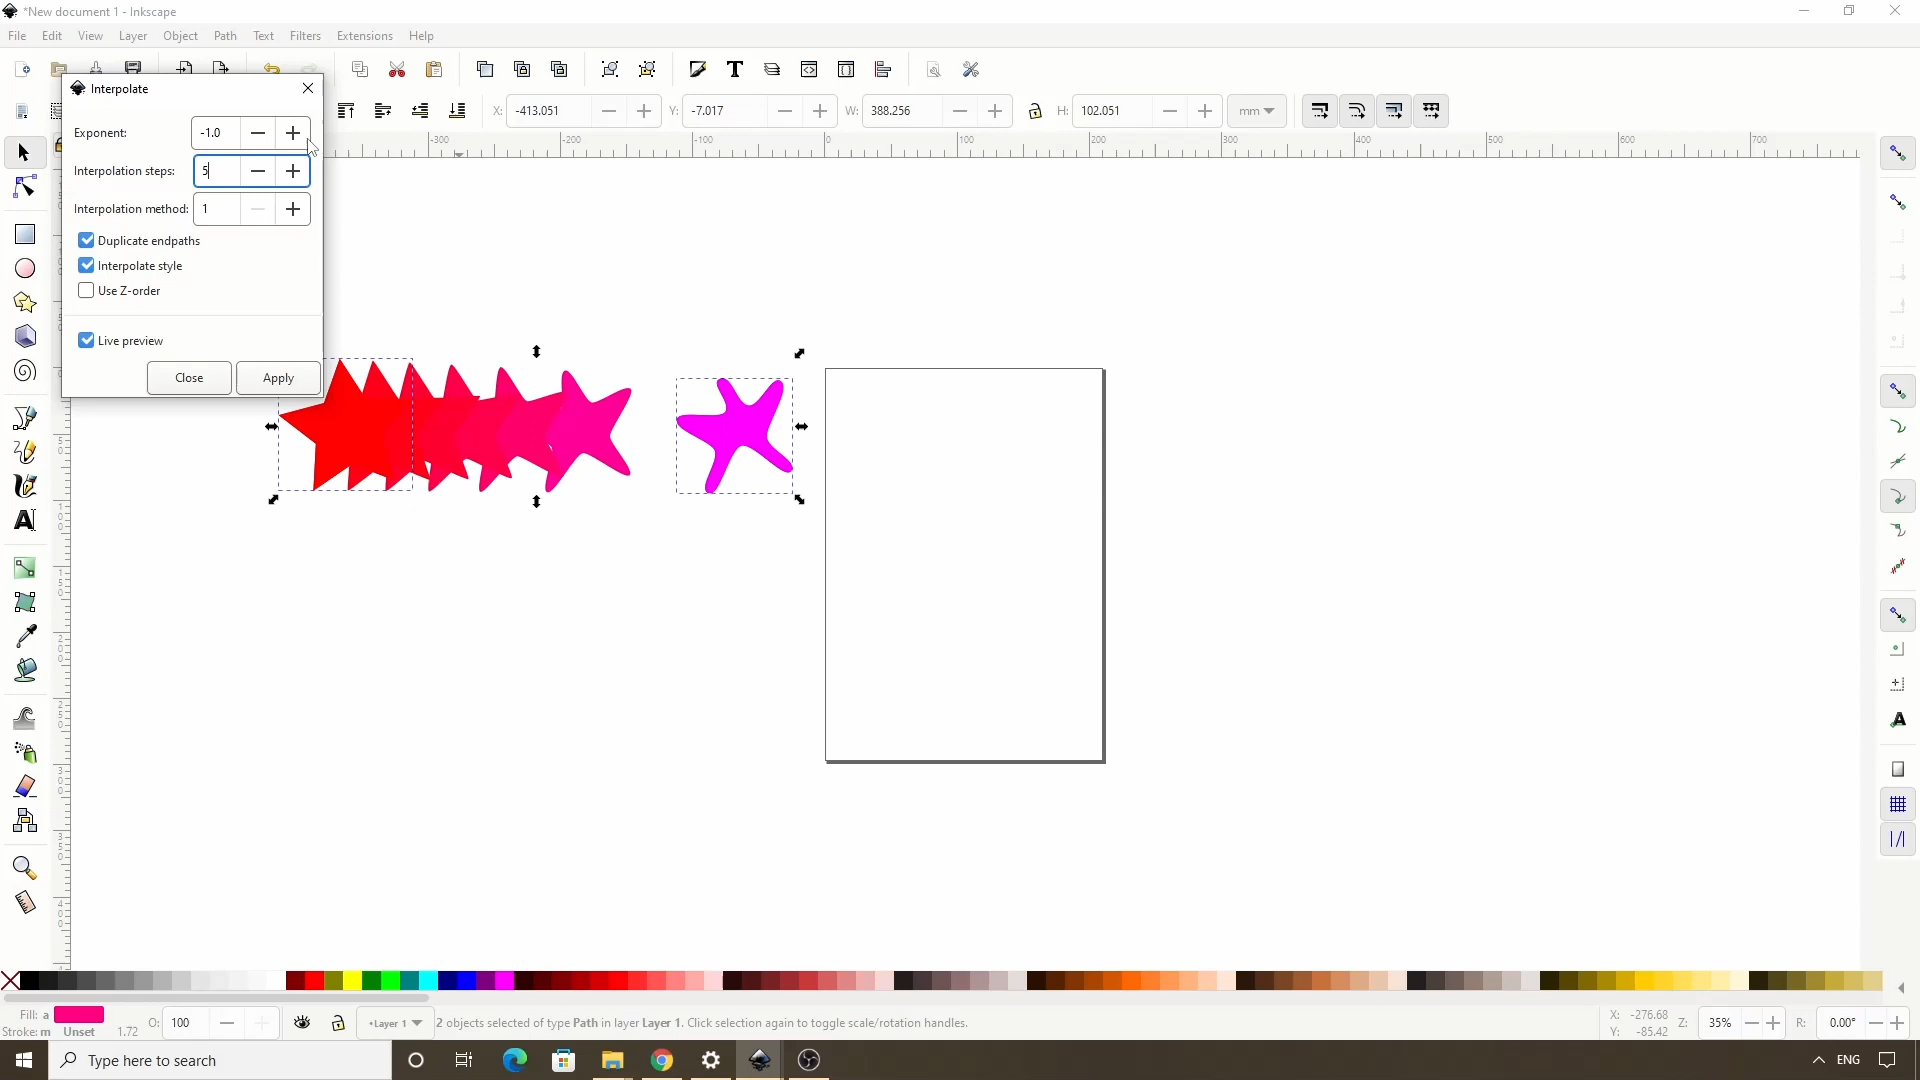 *New document 1 - Inkscape
File Edit View Layer Object Path Text Filters Extensions Help
Interpolate
X: -413.051 Y: -7.017 W: 388.256 H: 102.051 mm
Exponent: -1.0
Interpolation steps: 5
Interpolation method: 1
Duplicate endpaths
Interpolate style
Use Z-order
Live preview
Close Apply
-300 -200 -100 0 100 200 300 400 500 600 700
Fill: a
Stroke: m Unset 1.72
O: 100
•Layer 1
2 objects selected of type Path in layer Layer 1. Click selection again to toggle scale/rotation handles.
X: -276.68
Y: -85.42
Z: 35% R: 0.00°
Type here to search
ENG